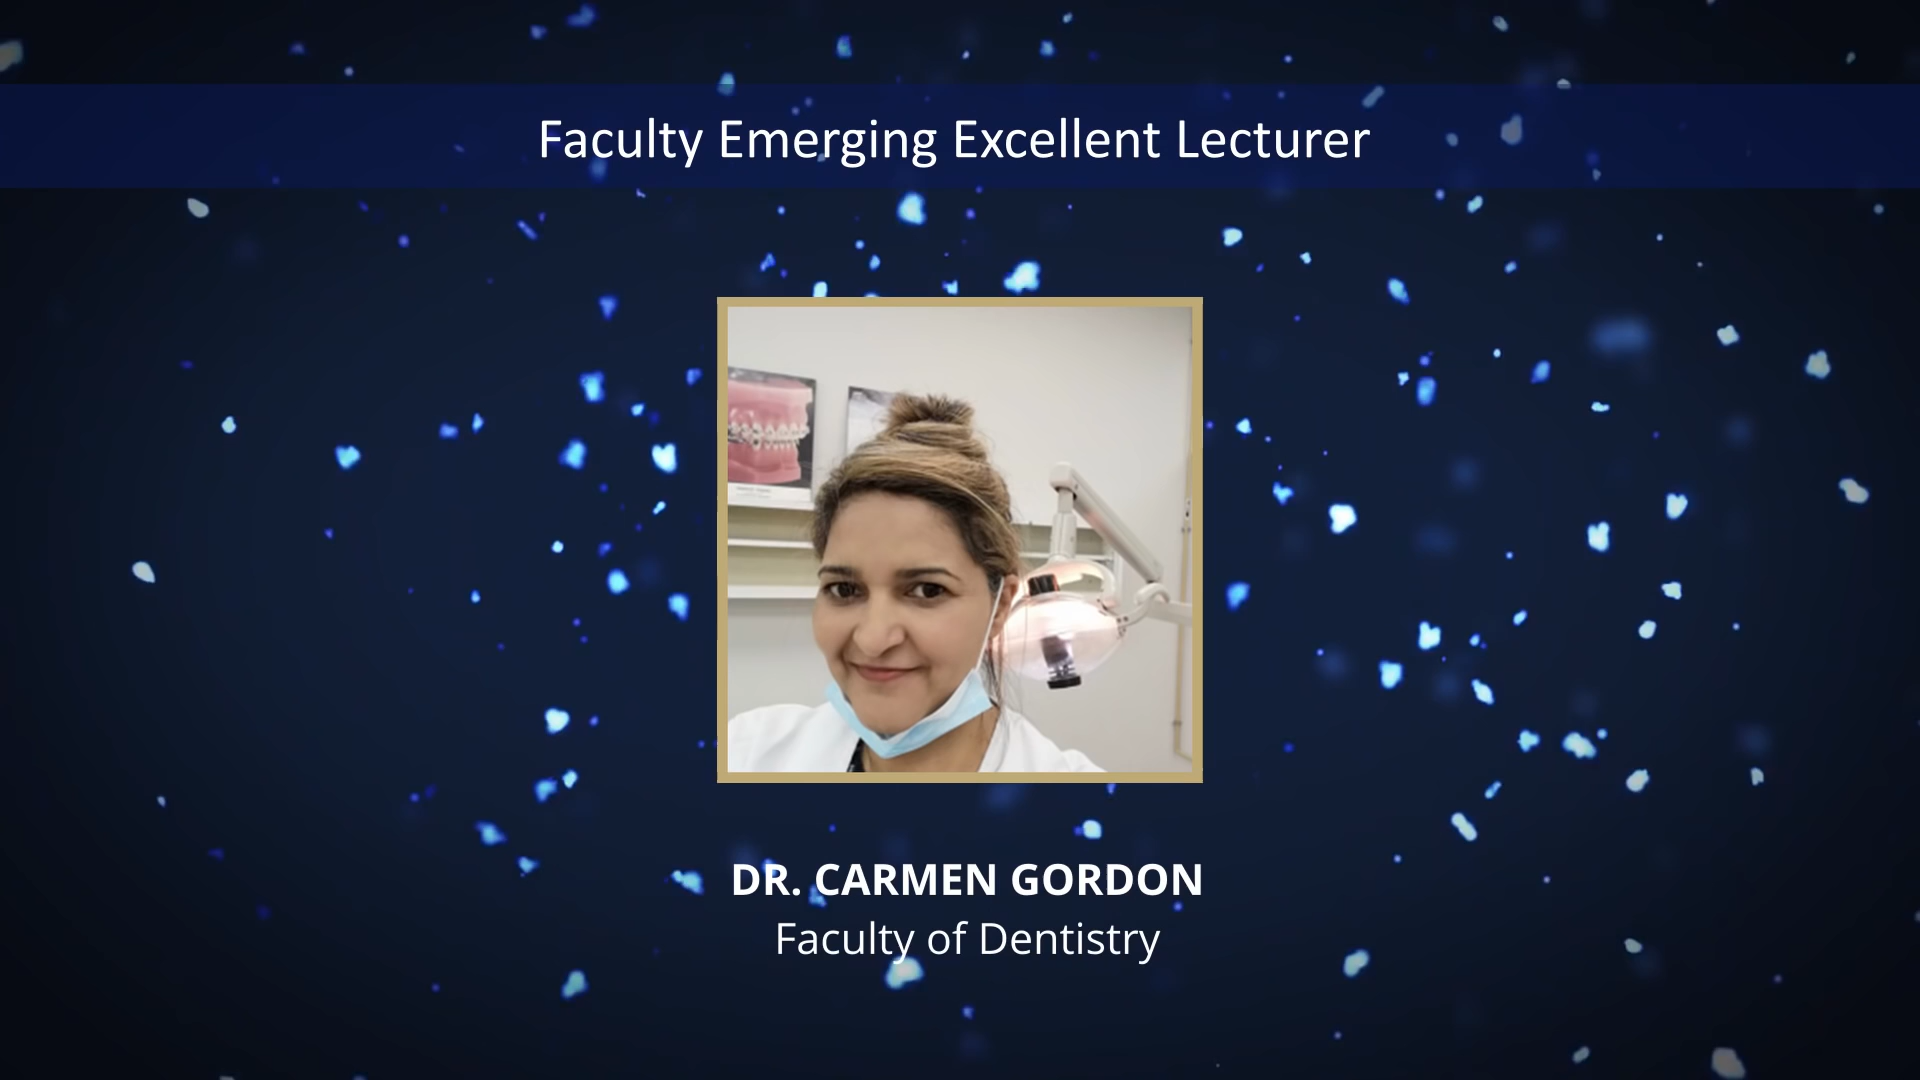 Faculty Emerging Excellent Lecturer
DR. CARMEN GORDON
Faculty of Dentistry